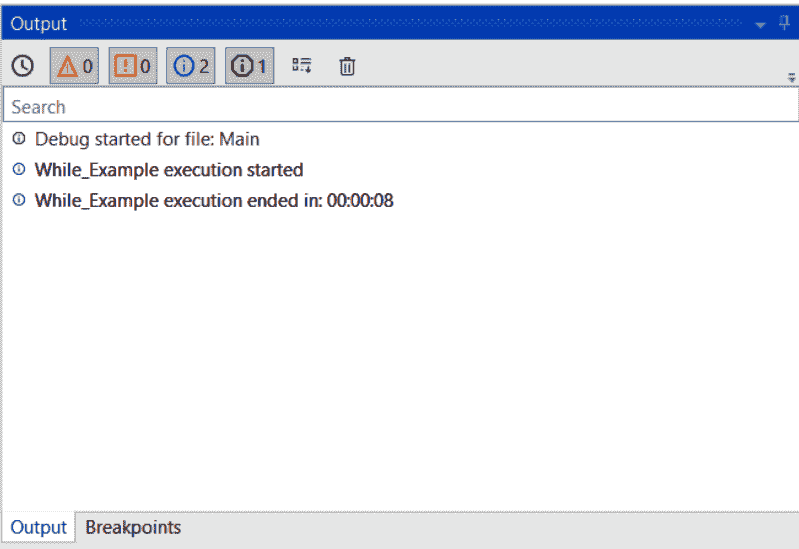 Output
0 0 2 1
Search
Debug started for file: Main
While_Example execution started
While_Example execution ended in: 00:00:08
Output Breakpoints